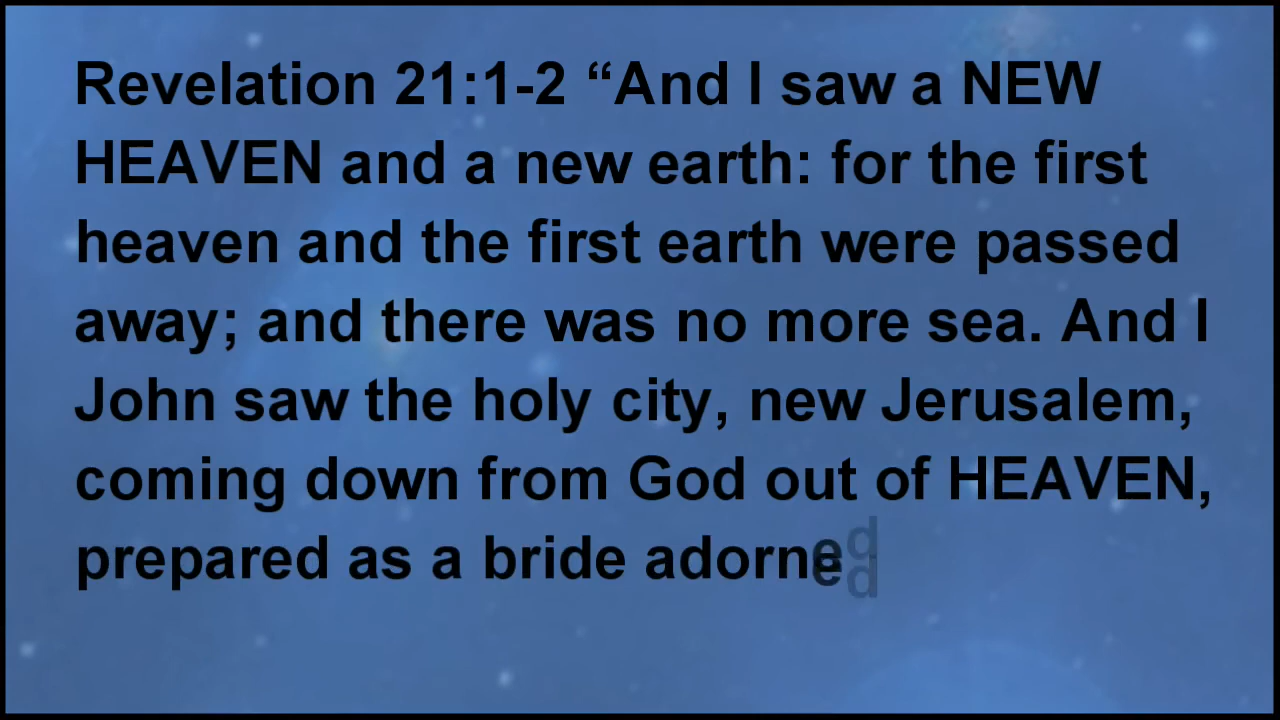 Revelation 21:1-2 “And I saw a NEW
HEAVEN and a new earth: for the first
heaven and the first earth were passed
away; and there was no more sea. And I
John saw the holy city, new Jerusalem,
coming down from God out of HEAVEN,
prepared as a bride adorned